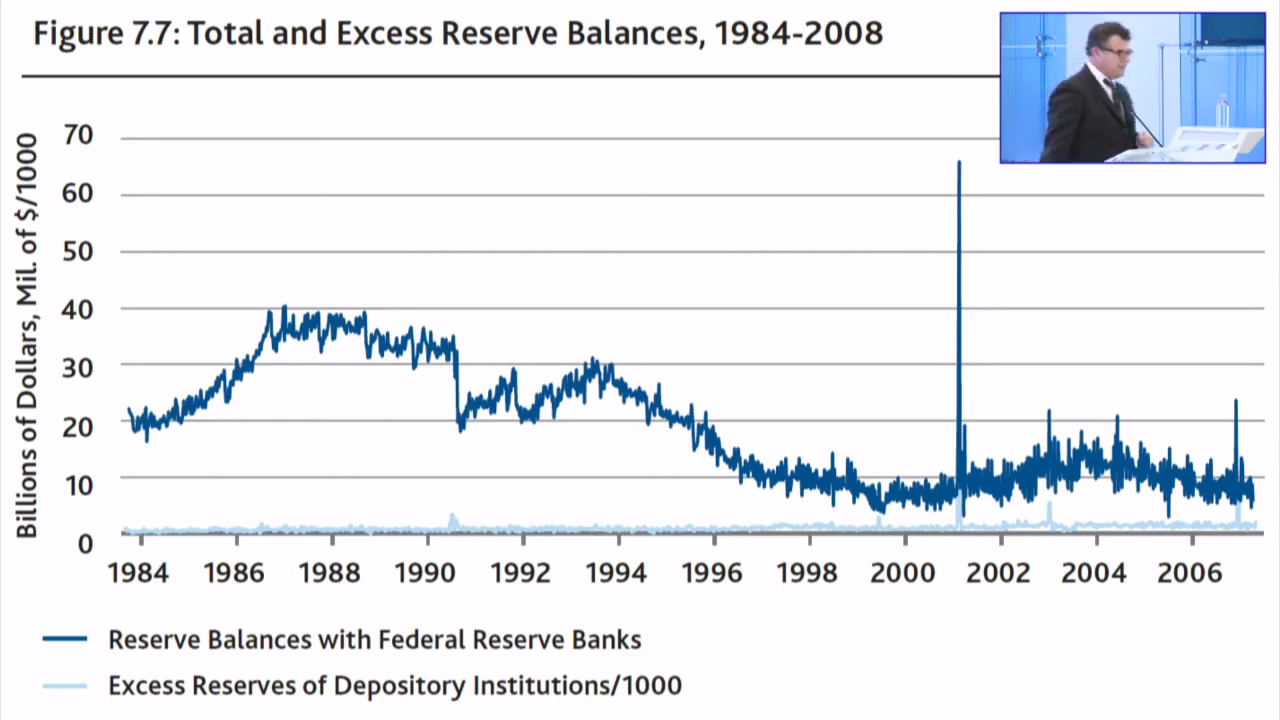 Figure 7.7: Total and Excess Reserve Balances, 1984-2008
Billions of Dollars, Mil. of $/1000
70
60
50
40
30
20
10
0
1984 1986 1988 1990 1992 1994 1996 1998 2000 2002 2004 2006
Reserve Balances with Federal Reserve Banks
Excess Reserves of Depository Institutions/1000